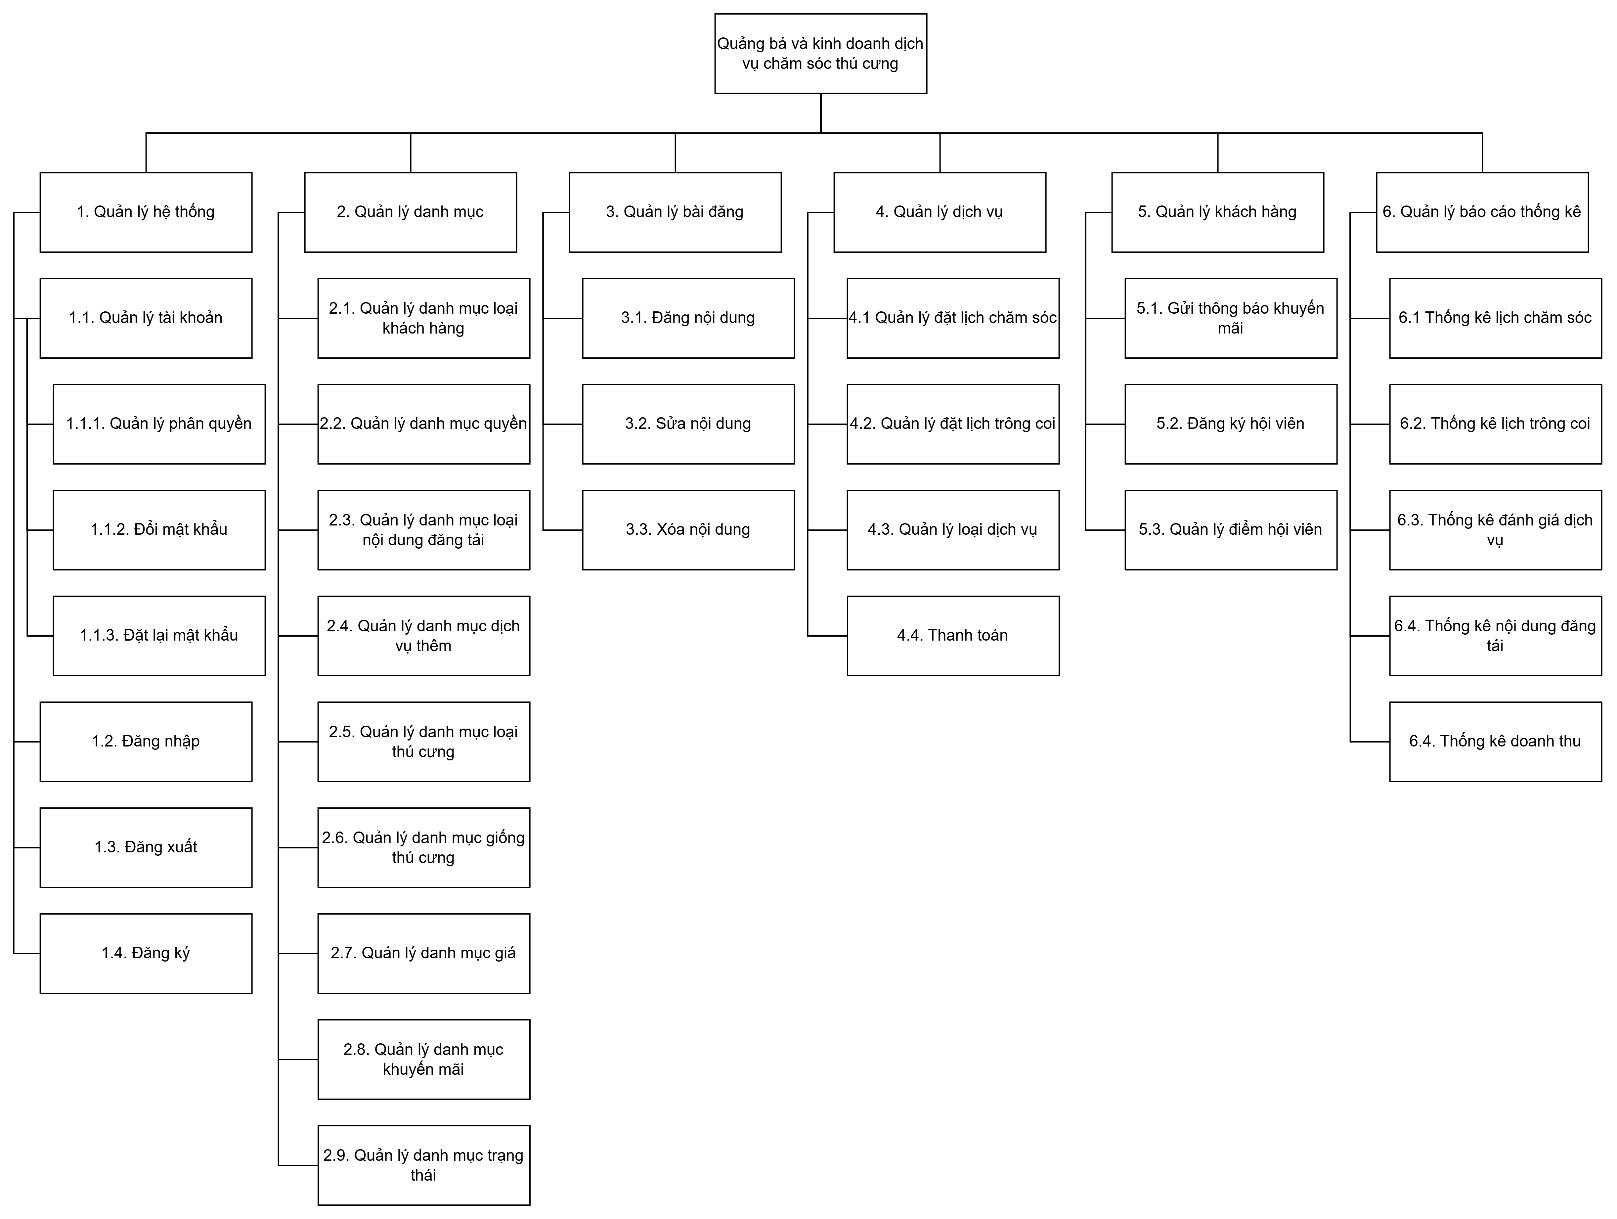 Quảng bá và kinh doanh dịch
vụ chăm sóc thú cưng
1. Quản lý hệ thống
2. Quản lý danh mục
3. Quản lý bài đăng
4. Quản lý dịch vụ
5. Quản lý khách hàng
6. Quản lý báo cáo thống kê
1.1. Quản lý tài khoản
1.1.1. Quản lý phân quyền
1.1.2. Đổi mật khẩu
1.1.3. Đặt lại mật khẩu
1.2. Đăng nhập
1.3. Đăng xuất
1.4. Đăng ký
2.1. Quản lý danh mục loại
khách hàng
2.2. Quản lý danh mục quyền
2.3. Quản lý danh mục loại
nội dung đăng tải
2.4. Quản lý danh mục dịch
vụ thêm
2.5. Quản lý danh mục loại
thú cưng
2.6. Quản lý danh mục giống
thú cưng
2.7. Quản lý danh mục giá
2.8. Quản lý danh mục
khuyến mãi
2.9. Quản lý danh mục trạng
thái
3.1. Đăng nội dung
3.2. Sửa nội dung
3.3. Xóa nội dung
4.1 Quản lý đặt lịch chăm sóc
4.2. Quản lý đặt lịch trông coi
4.3. Quản lý loại dịch vụ
4.4. Thanh toán
5.1. Gửi thông báo khuyến
mãi
5.2. Đăng ký hội viên
5.3. Quản lý điểm hội viên
6.1 Thống kê lịch chăm sóc
6.2. Thống kê lịch trông coi
6.3. Thống kê đánh giá dịch
vụ
6.4. Thống kê nội dung đăng
tải
6.4. Thống kê doanh thu